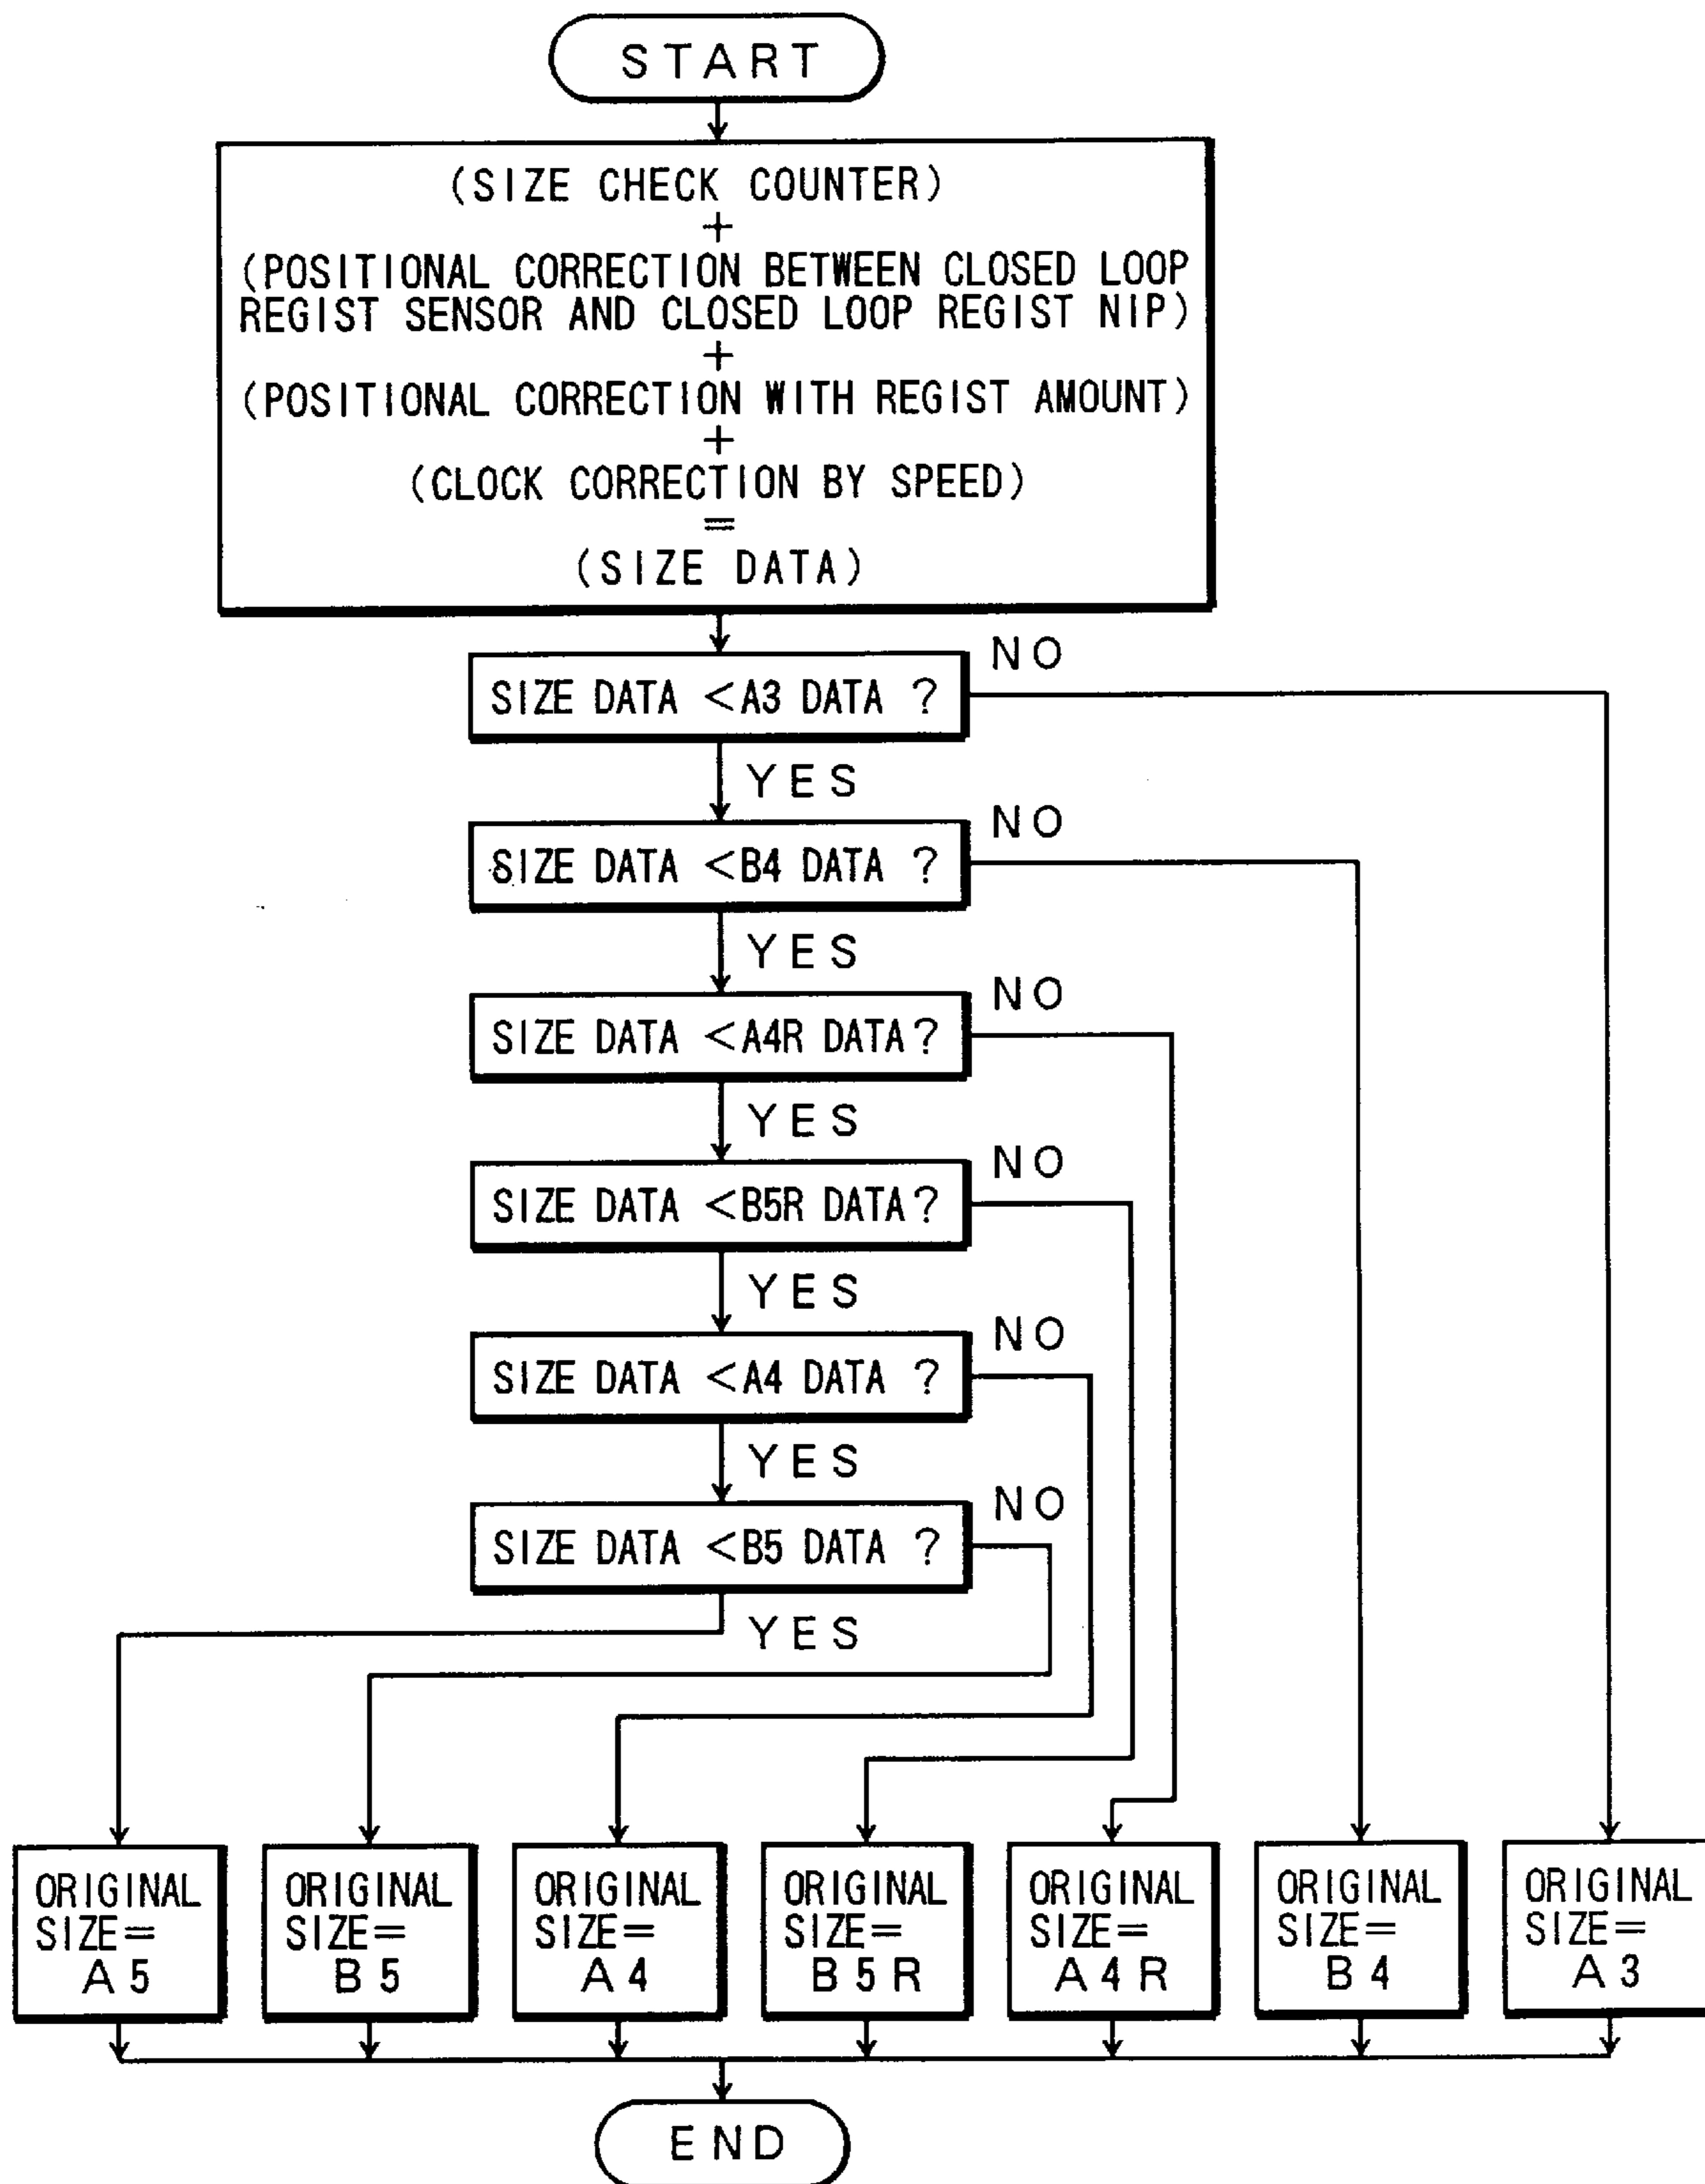 START
(SIZE CHECK COUNTER)
+
(POSITIONAL CORRECTION BETWEEN CLOSED LOOP
REGIST SENSOR AND CLOSED LOOP REGIST NIP)
+
(POSITIONAL CORRECTION WITH REGIST AMOUNT)
+
(CLOCK CORRECTION BY SPEED)
=
(SIZE DATA)
NO
SIZE DATA <A3 DATA ?
YES
NO
SIZE DATA <B4 DATA ?
YES
NO
SIZE DATA <A4R DATA?
YES
NO
SIZE DATA <B5R DATA?
YES
NO
SIZE DATA <A4 DATA ?
YES
NO
SIZE DATA <B5 DATA ?
YES
ORIGINAL
SIZE=
A5
ORIGINAL
SIZE=
B5
ORIGINAL
SIZE=
A4
ORIGINAL
SIZE=
B5R
ORIGINAL
SIZE=
A4R
ORIGINAL
SIZE=
B4
ORIGINAL
SIZE=
A3
END